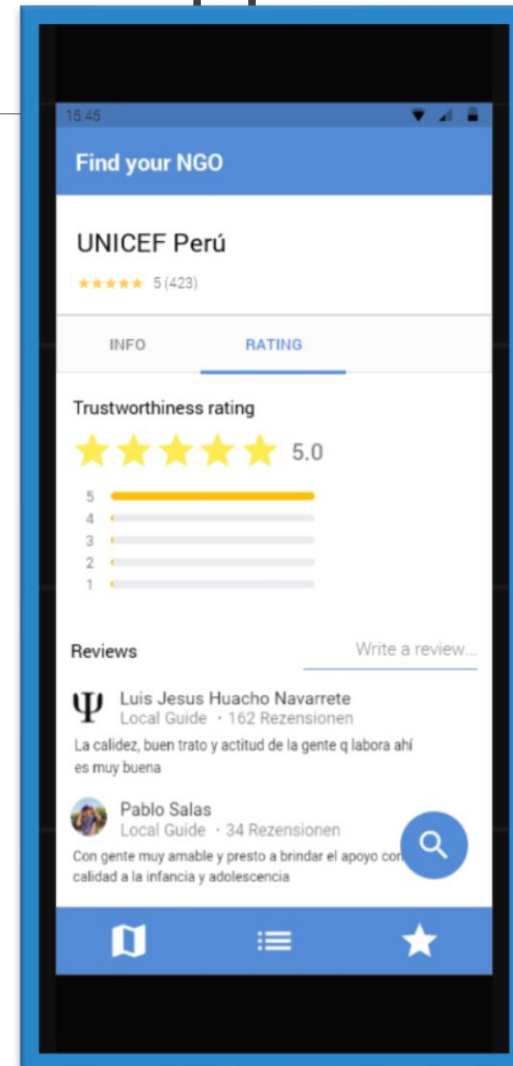 15:45
Find your NGO
UNICEF Perú
5 (423)
INFO RATING
Trustworthiness rating
5.0
5
4
3
2
1
Reviews Write a review...
Luis Jesus Huacho Navarrete
Local Guide · 162 Rezensionen
La calidez, buen trato y actitud de la gente q labora ahí
es muy buena
Pablo Salas
Local Guide · 34 Rezensionen
Con gente muy amable y presto a brindar el apoyo
calidad a la infancia y adolescencia